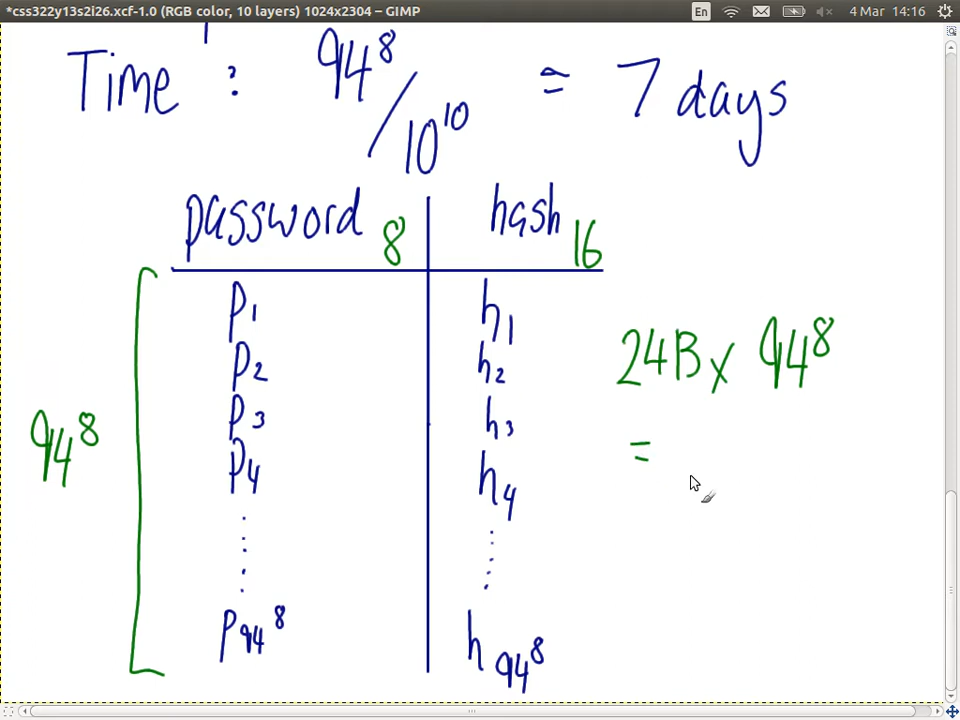 *css322y13s2i26.xcf-1.0 (RGB color, 10 layers) 1024x2304 – GIMP En 4 Mar 14:16
Time : 94^8/10^10 = 7 days
password 8 hash 16
p1 h1
p2 h2
p3 h3
p4 h4
p94^8 h94^8
94^8
24B x 94^8
=